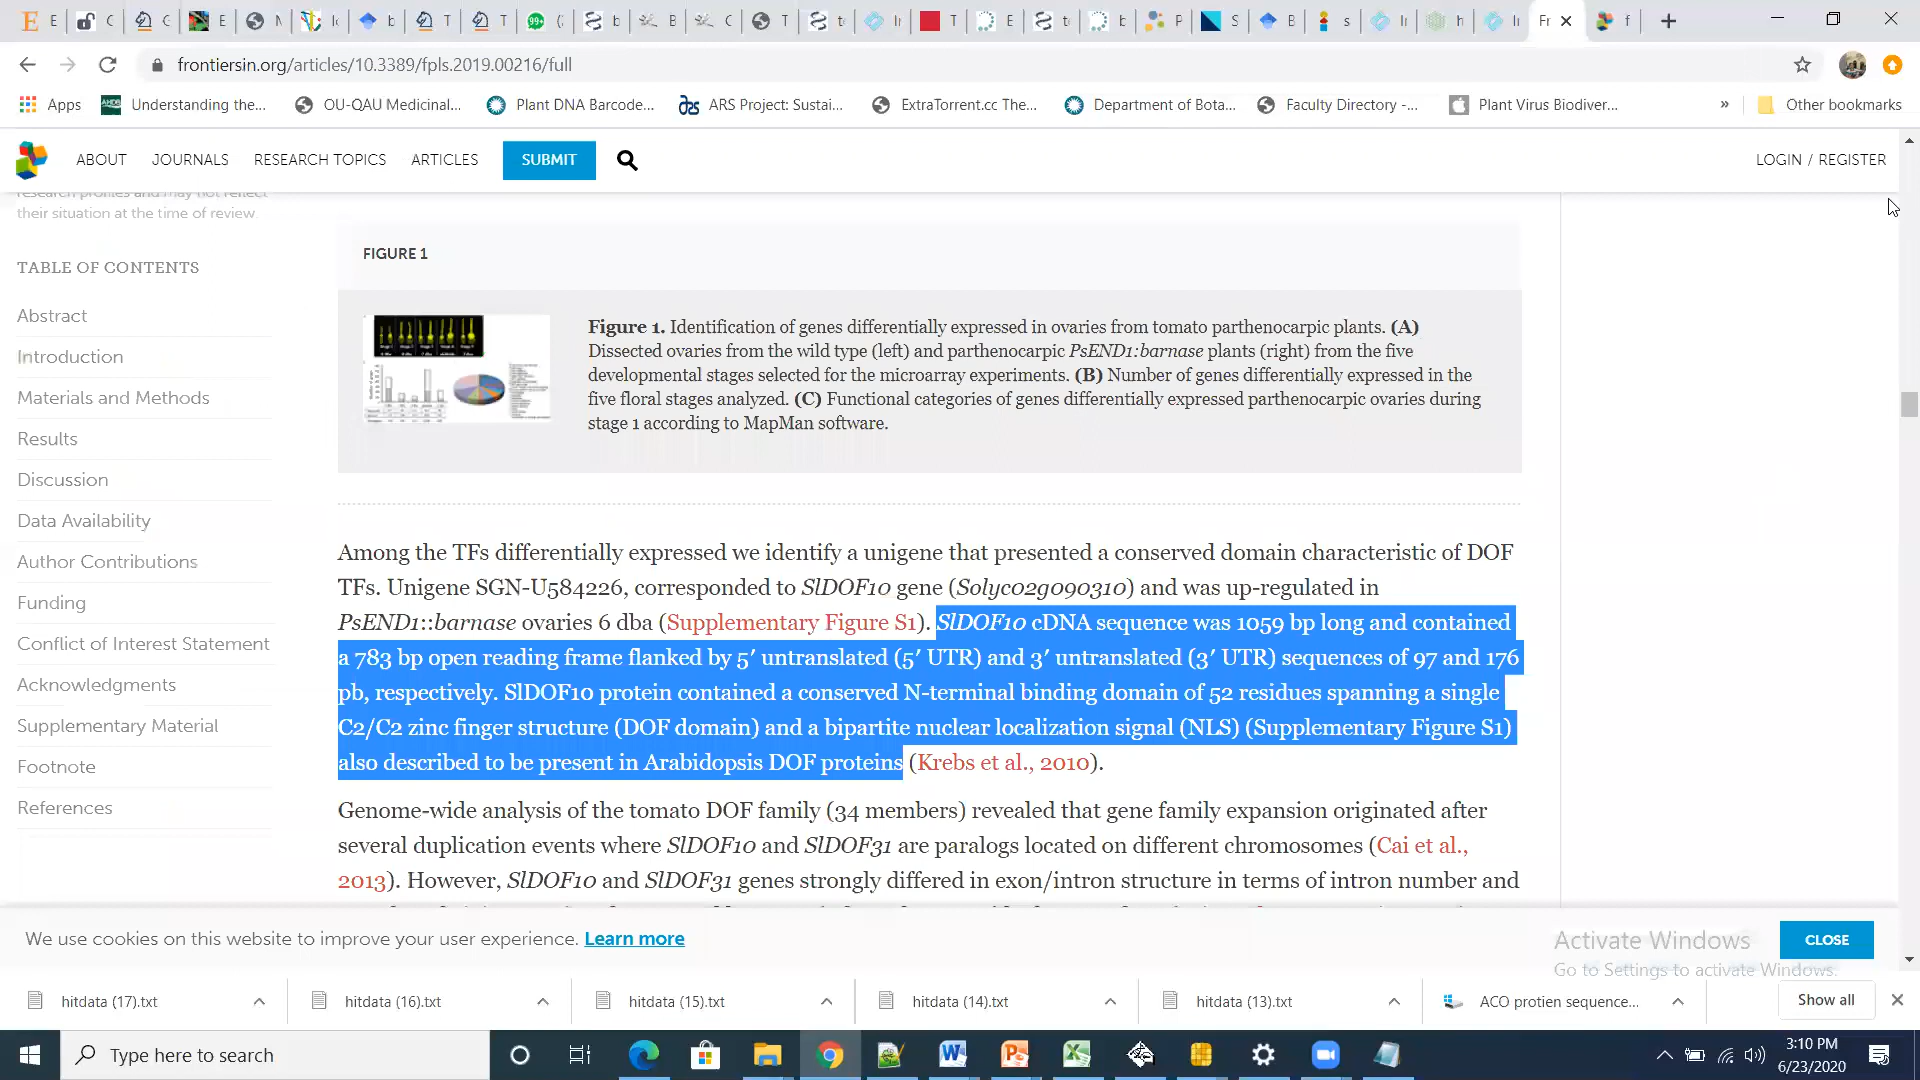 frontiersin.org/articles/10.3389/fpls.2019.00216/full
Apps
Understanding the...
OU-QAU Medicinal...
Plant DNA Barcode...
ARS Project: Sustai...
ExtraTorrent.cc The...
Department of Bota...
Faculty Directory -...
Plant Virus Biodiver...
»
Other bookmarks
ABOUT JOURNALS RESEARCH TOPICS ARTICLES SUBMIT
LOGIN / REGISTER
research profiles and may not reflect
their situation at the time of review.
TABLE OF CONTENTS
Abstract
Introduction
Materials and Methods
Results
Discussion
Data Availability
Author Contributions
Funding
Conflict of Interest Statement
Acknowledgments
Supplementary Material
Footnote
References
FIGURE 1
Figure 1. Identification of genes differentially expressed in ovaries from tomato parthenocarpic plants. (A)
Dissected ovaries from the wild type (left) and parthenocarpic PsEND1:barnase plants (right) from the five
developmental stages selected for the microarray experiments. (B) Number of genes differentially expressed in the
five floral stages analyzed. (C) Functional categories of genes differentially expressed parthenocarpic ovaries during
stage 1 according to MapMan software.
Among the TFs differentially expressed we identify a unigene that presented a conserved domain characteristic of DOF
TFs. Unigene SGN-U584226, corresponded to SlDOF10 gene (Solyc02g090310) and was up-regulated in
PsEND1::barnase ovaries 6 dba (Supplementary Figure S1). SlDOF10 cDNA sequence was 1059 bp long and contained
a 783 bp open reading frame flanked by 5′ untranslated (5′ UTR) and 3′ untranslated (3′ UTR) sequences of 97 and 176
pb, respectively. SlDOF10 protein contained a conserved N-terminal binding domain of 52 residues spanning a single
C2/C2 zinc finger structure (DOF domain) and a bipartite nuclear localization signal (NLS) (Supplementary Figure S1)
also described to be present in Arabidopsis DOF proteins (Krebs et al., 2010).
Genome-wide analysis of the tomato DOF family (34 members) revealed that gene family expansion originated after
several duplication events where SlDOF10 and SlDOF31 are paralogs located on different chromosomes (Cai et al.,
2013). However, SlDOF10 and SlDOF31 genes strongly differed in exon/intron structure in terms of intron number and
We use cookies on this website to improve your user experience. Learn more
CLOSE
Activate Windows
Go to Settings to activate Windows.
hitdata (17).txt
hitdata (16).txt
hitdata (15).txt
hitdata (14).txt
hitdata (13).txt
ACO protien sequence...
Show all
Type here to search
3:10 PM
6/23/2020